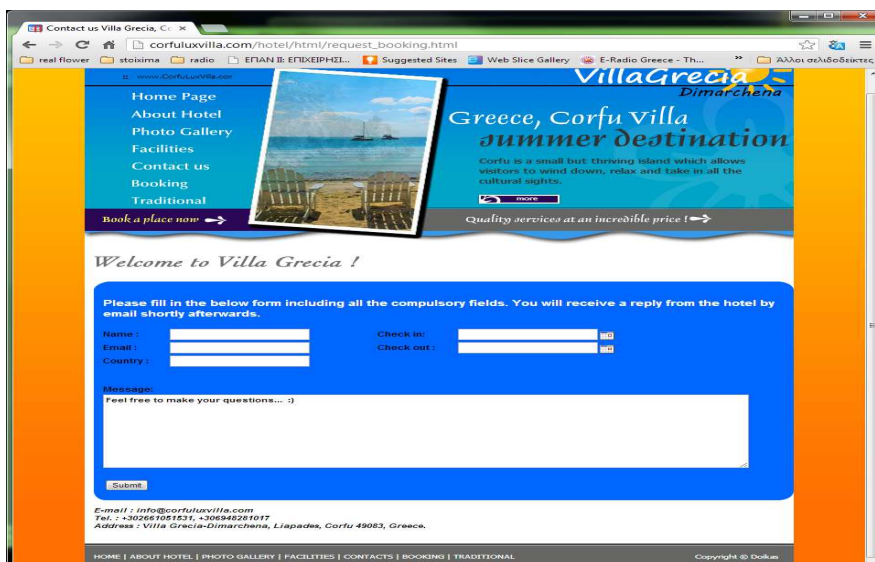 Contact us Villa Grecia, Co
corfuluxvilla.com/hotel/html/request_booking.html
real flower stoixima radio ΕΠΑΝ ΙΙ: ΕΠΙΧΕΙΡΗΣΙ... Suggested Sites Web Slice Gallery E-Radio Greece - Th... Άλλοι σελιδοδείκτες
:: www.CorfuLuxVilla.com
VillaGrecia
Dimarchena
Home Page
About Hotel
Photo Gallery
Facilities
Contact us
Booking
Traditional
Greece, Corfu Villa
summer destination
Corfu is a small but thriving island which allows
visitors to wind down, relax and take in all the
cultural sights.
more
Book a place now
Quality services at an incredible price !
Welcome to Villa Grecia !
Please fill in the below form including all the compulsory fields. You will receive a reply from the hotel by
email shortly afterwards.
Name :
Check in:
Email :
Check out :
Country :
Message:
Feel free to make your questions... :)
Submit
E-mail : info@corfuluxvilla.com
Tel. : +302661051531, +306948281017
Address : Villa Grecia-Dimarchena, Liapades, Corfu 49083, Greece.
HOME | ABOUT HOTEL | PHOTO GALLERY | FACILITIES | CONTACTS | BOOKING | TRADITIONAL
Copyright © Doikas